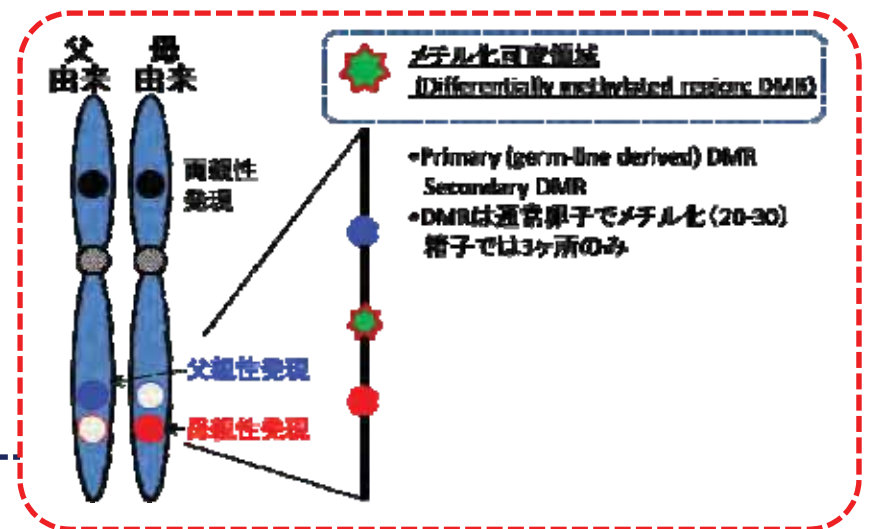 父 母
由来 由来
両親性
発現
父親性発現
母親性発現
メチル化可変領域
(Differentially methylated region: DMR)
•Primary (germ-line derived) DMR
Secondary DMR
•DMRは通常卵子でメチル化（20-30）
精子では3ヶ所のみ